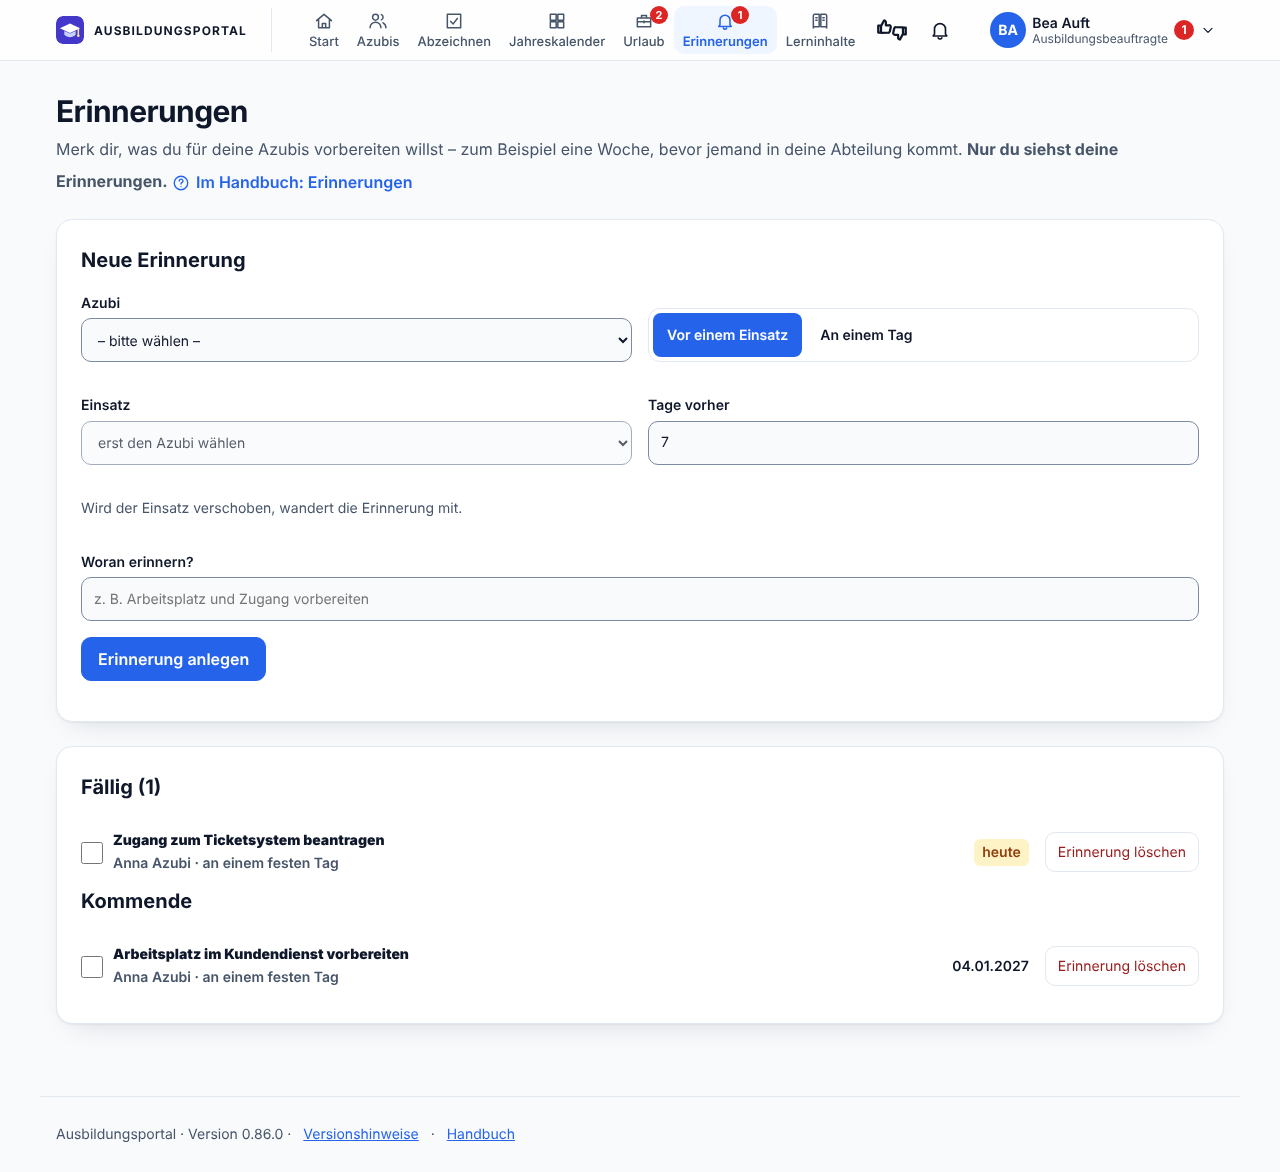 AUSBILDUNGSPORTAL
Start
Azubis
Abzeichnen
Jahreskalender
2
Urlaub
1
Erinnerungen
Lerninhalte
BA
Bea Auft
Ausbildungsbeauftragte
1
Erinnerungen
Merk dir, was du für deine Azubis vorbereiten willst – zum Beispiel eine Woche, bevor jemand in deine Abteilung kommt. Nur du siehst deine
Erinnerungen. Im Handbuch: Erinnerungen
Neue Erinnerung
Azubi
– bitte wählen –
Vor einem Einsatz
An einem Tag
Einsatz
erst den Azubi wählen
Tage vorher
7
Wird der Einsatz verschoben, wandert die Erinnerung mit.
Woran erinnern?
z. B. Arbeitsplatz und Zugang vorbereiten
Erinnerung anlegen
Fällig (1)
Zugang zum Ticketsystem beantragen
Anna Azubi · an einem festen Tag
heute
Erinnerung löschen
Kommende
Arbeitsplatz im Kundendienst vorbereiten
Anna Azubi · an einem festen Tag
04.01.2027
Erinnerung löschen
Ausbildungsportal · Version 0.86.0 · Versionshinweise · Handbuch